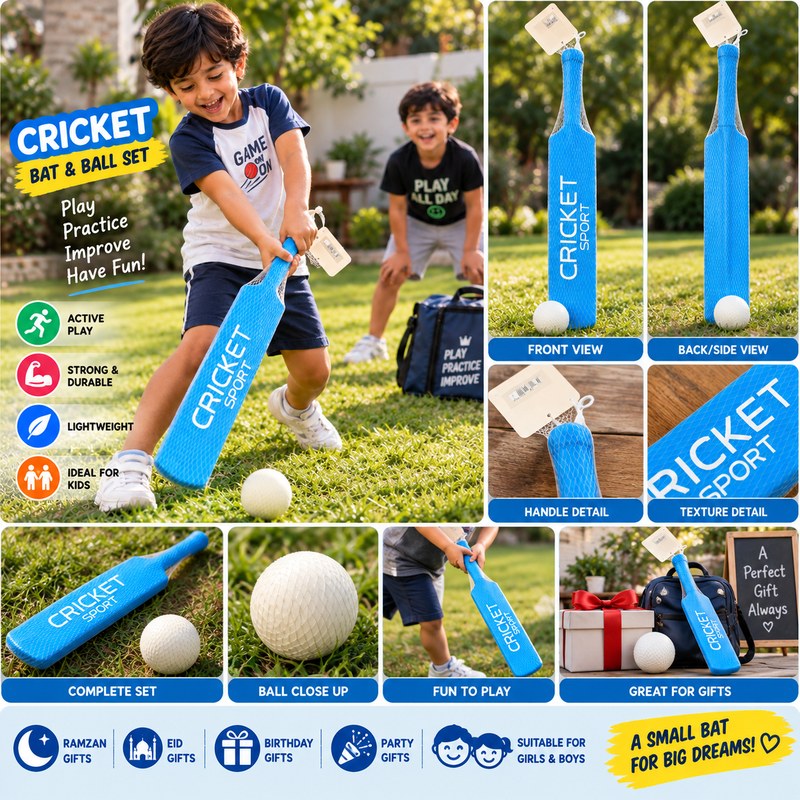 CRICKET
BAT & BALL SET
Play
Practice
Improve
Have Fun!
ACTIVE
PLAY
STRONG &
DURABLE
LIGHTWEIGHT
IDEAL FOR
KIDS
GAME
ON
ON
PLAY
ALL DAY
PLAY
PRACTICE
IMPROVE
CRICKET
SPORT
CRICKET
SPORT
FRONT VIEW
BACK/SIDE VIEW
HANDLE DETAIL
RICKET
SPORT
TEXTURE DETAIL
CRICKET
SPORT
COMPLETE SET
BALL CLOSE UP
CRICKET
SPORT
FUN TO PLAY
CRICKET
SPORT
A
Perfect
Gift
Always
GREAT FOR GIFTS
RAMZAN
GIFTS
EID
GIFTS
BIRTHDAY
GIFTS
PARTY
GIFTS
SUITABLE FOR
GIRLS & BOYS
A SMALL BAT
FOR BIG DREAMS!